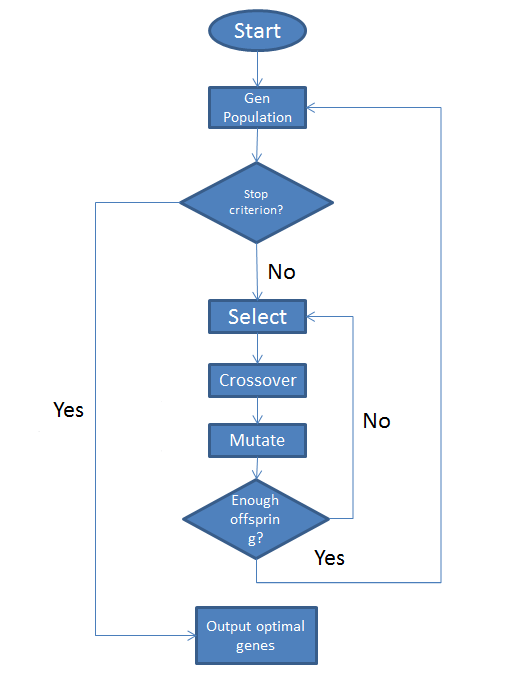 Start
Gen
Population
Stop
criterion?
No
Select
Crossover
Yes
No
Mutate
Enough
offsprin
g?
Yes
Output optimal
genes